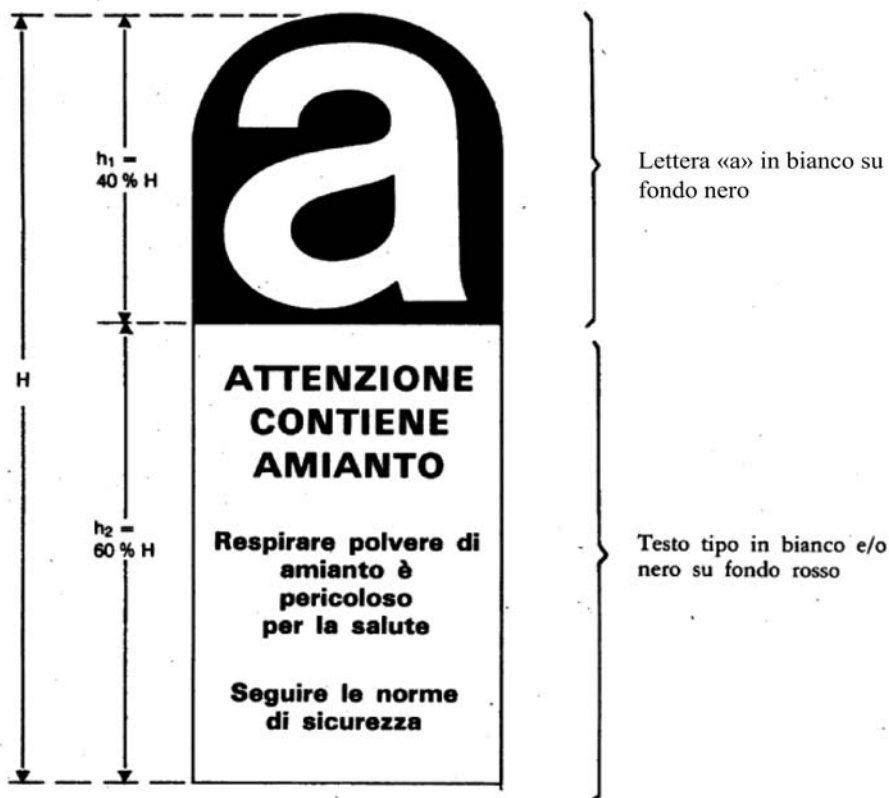 a
h₁ =
40 % H
Lettera «a» in bianco su
fondo nero
H
ATTENZIONE
CONTIENE
AMIANTO
h₂ =
60 % H
Respirare polvere di
amianto è
pericoloso
per la salute
Testo tipo in bianco e/o
nero su fondo rosso
Seguire le norme
di sicurezza